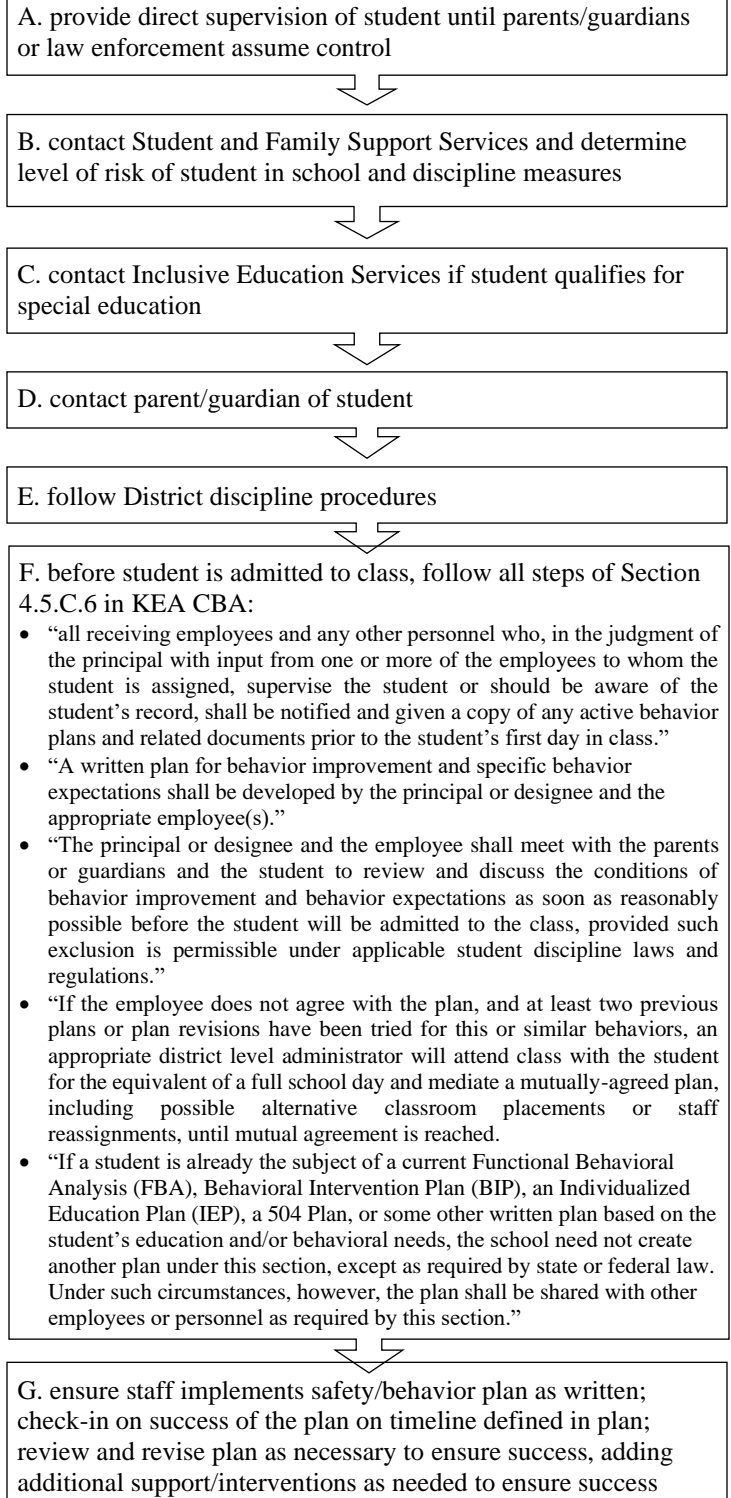 A. provide direct supervision of student until parents/guardians
or law enforcement assume control
B. contact Student and Family Support Services and determine
level of risk of student in school and discipline measures
C. contact Inclusive Education Services if student qualifies for
special education
D. contact parent/guardian of student
E. follow District discipline procedures
F. before student is admitted to class, follow all steps of Section
4.5.C.6 in KEA CBA:
• “all receiving employees and any other personnel who, in the judgment of
the principal with input from one or more of the employees to whom the
student is assigned, supervise the student or should be aware of the
student’s record, shall be notified and given a copy of any active behavior
plans and related documents prior to the student’s first day in class.”
• “A written plan for behavior improvement and specific behavior
expectations shall be developed by the principal or designee and the
appropriate employee(s).”
• “The principal or designee and the employee shall meet with the parents
or guardians and the student to review and discuss the conditions of
behavior improvement and behavior expectations as soon as reasonably
possible before the student will be admitted to the class, provided such
exclusion is permissible under applicable student discipline laws and
regulations.”
• “If the employee does not agree with the plan, and at least two previous
plans or plan revisions have been tried for this or similar behaviors, an
appropriate district level administrator will attend class with the student
for the equivalent of a full school day and mediate a mutually-agreed plan,
including possible alternative classroom placements or staff
reassignments, until mutual agreement is reached.
• “If a student is already the subject of a current Functional Behavioral
Analysis (FBA), Behavioral Intervention Plan (BIP), an Individualized
Education Plan (IEP), a 504 Plan, or some other written plan based on the
student’s education and/or behavioral needs, the school need not create
another plan under this section, except as required by state or federal law.
Under such circumstances, however, the plan shall be shared with other
employees or personnel as required by this section.”
G. ensure staff implements safety/behavior plan as written;
check-in on success of the plan on timeline defined in plan;
review and revise plan as necessary to ensure success, adding
additional support/interventions as needed to ensure success